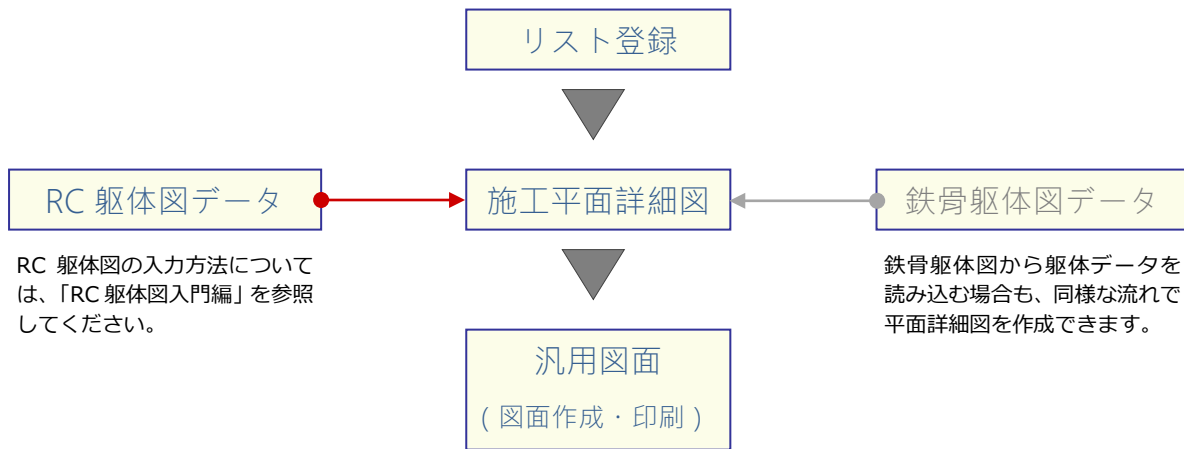 リスト登録
RC 躯体図データ
施工平面詳細図
鉄骨躯体図データ
RC 躯体図の入力方法について
は、「RC 躯体図入門編」を参照
してください。
鉄骨躯体図から躯体データを
読み込む場合も、同様な流れで
平面詳細図を作成できます。
汎用図面
( 図面作成・印刷 )